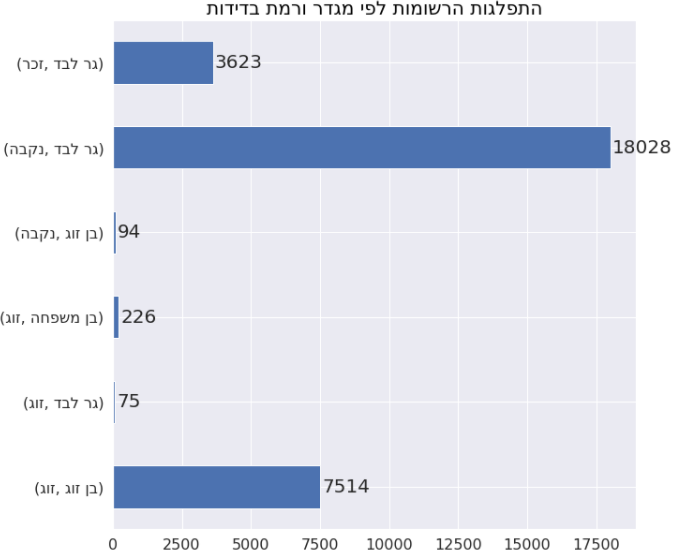 התפלגות הרשומות לפי מגדר ורמת בדידות
(גר לבד ,זכר) 3623
(גר לבד ,נקבה) 18028
(בן זוג ,נקבה) 94
(בן משפחה ,זוג) 226
(גר לבד ,זוג) 75
(בן זוג ,זוג) 7514
0 2500 5000 7500 10000 12500 15000 17500